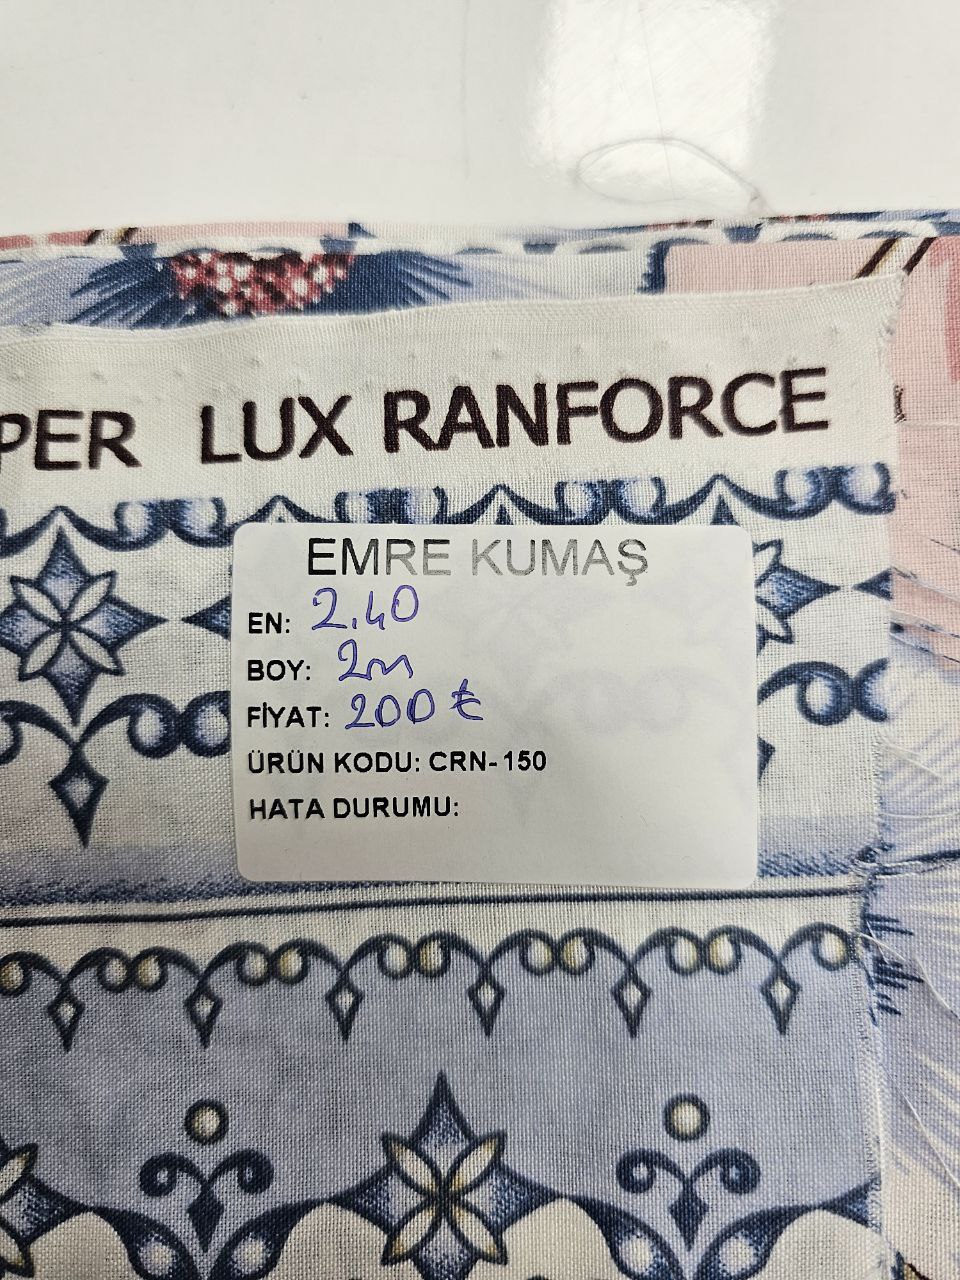 PER LUX RANFORCE
EMRE KUMAŞ
EN: 2.40
BOY: 2m
FİYAT: 200 ₺
ÜRÜN KODU: CRN-150
HATA DURUMU: